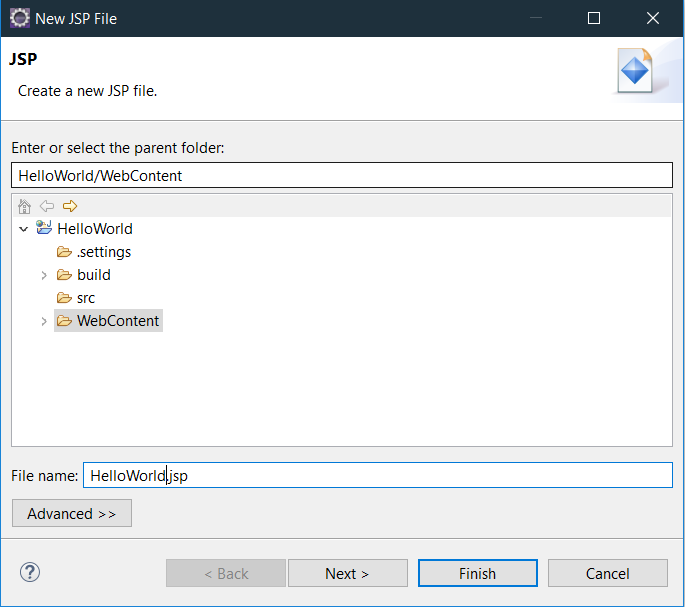 New JSP File
JSP
Create a new JSP file.
Enter or select the parent folder:
HelloWorld/WebContent
HelloWorld
.settings
build
src
WebContent
File name: HelloWorld.jsp
Advanced >>
? < Back Next > Finish Cancel